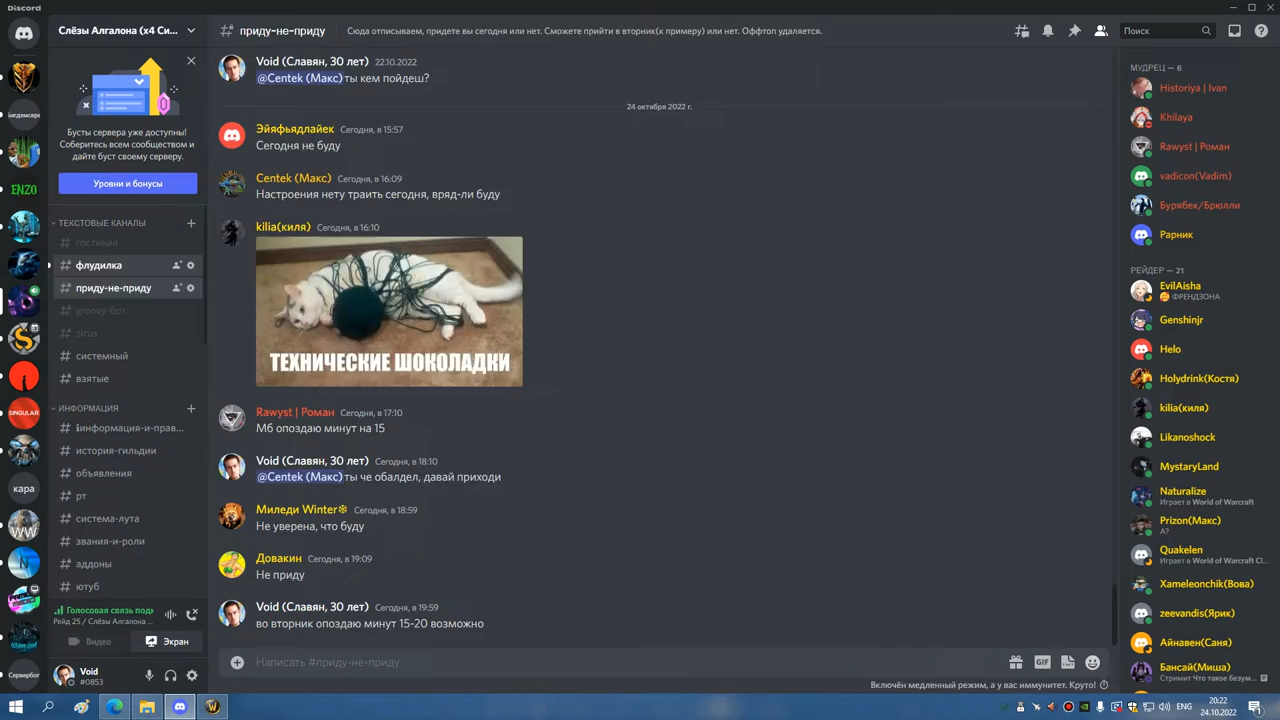 Discord
Слёзы Алгалона (x4 Си...
приду-не-приду
Сюда отписываем, придете вы сегодня или нет. Сможете прийти в вторник(к примеру) или нет. Оффтоп удаляется.
Поиск
Бусты сервера уже доступны!
Соберитесь всем сообществом и
дайте буст своему серверу.
Уровни и бонусы
ENZO
SINGULAR
кара
WW
Сервербог
ТЕКСТОВЫЕ КАНАЛЫ
гостиная
флудилка
приду-не-приду
groovy-бот
sirus
системный
взятые
ИНФОРМАЦИЯ
информация-и-прав...
история-гильдии
объявления
рт
система-лута
звания-и-роли
аддоны
ютуб
Голосовая связь подк
Рейд 25 / Слёзы Алгалона ...
Видео
Экран
Void
#0853
Void (Славян, 30 лет) 22.10.2022
@Centek (Макс) ты кем пойдеш?
24 октября 2022 г.
Эйяфьядлайек Сегодня, в 15:57
Сегодня не буду
Centek (Макс) Сегодня, в 16:09
Настроения нету траить сегодня, вряд-ли буду
kilia(киля) Сегодня, в 16:10
ТЕХНИЧЕСКИЕ ШОКОЛАДКИ
Rawyst | Роман Сегодня, в 17:10
Мб опоздаю минут на 15
Void (Славян, 30 лет) Сегодня, в 18:10
@Centek (Макс) ты че обалдел, давай приходи
Миледи Winter❄ Сегодня, в 18:59
Не уверена, что буду
Довакин Сегодня, в 19:09
Не приду
Void (Славян, 30 лет) Сегодня, в 19:59
во вторник опоздаю минут 15-20 возможно
Написать #приду-не-приду
GIF
Включён медленный режим, а у вас иммунитет. Круто!
МУДРЕЦ — 6
Historiya | Ivan
Khilaya
Rawyst | Роман
vadicon(Vadim)
Бурябек/Брюлли
Рарник
РЕЙДЕР — 21
EvilAisha
ФРЕНДЗОНА
Genshinjr
Helo
Holydrink(Костя)
kilia(киля)
Likanoshock
MystaryLand
Naturalize
Играет в World of Warcraft
Prizon(Макс)
А?
Quakelen
Играет в World of Warcraft Cl...
Xameleonchik(Вова)
zeevandis(Ярик)
Айнавен(Саня)
Бансай(Миша)
Стримит Что такое безум...
ENG
20:22
24.10.2022